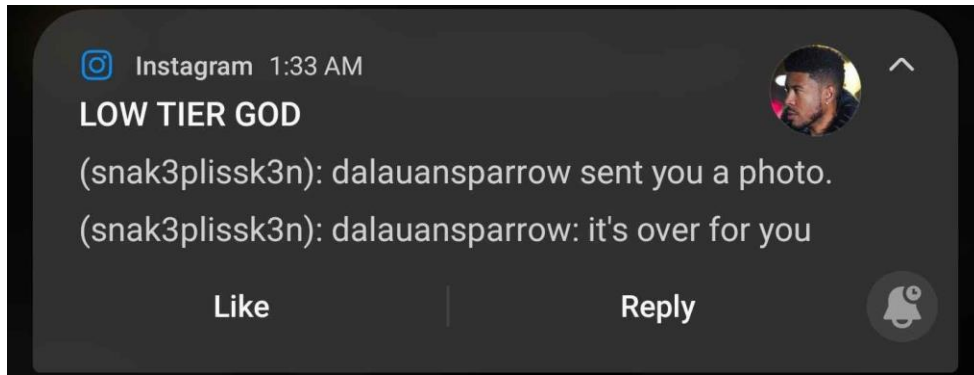 Instagram 1:33 AM
LOW TIER GOD
(snak3plissk3n): dalauansparrow sent you a photo.
(snak3plissk3n): dalauansparrow: it's over for you
Like Reply